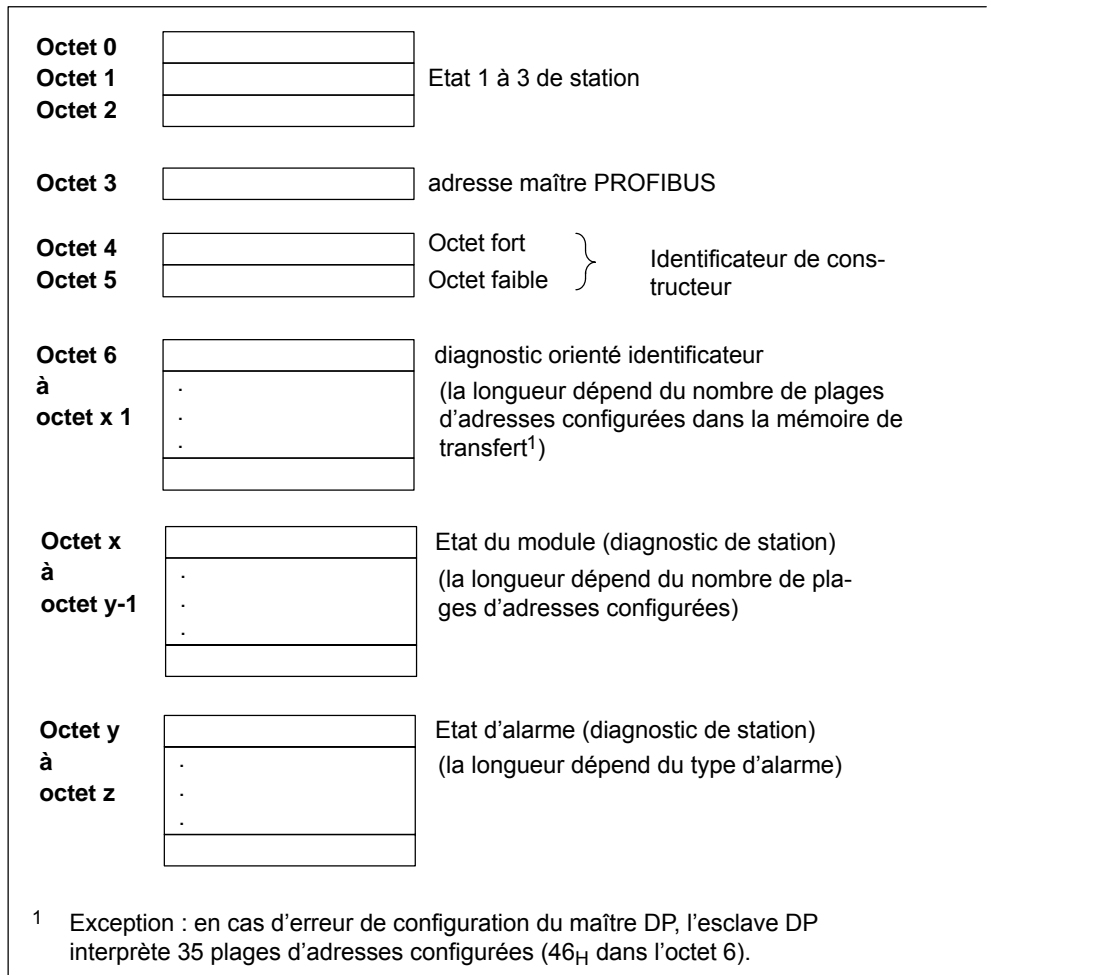 Octet 0
Octet 1 Etat 1 à 3 de station
Octet 2
Octet 3 adresse maître PROFIBUS
Octet 4 Octet fort
Octet 5 Octet faible
Identificateur de cons-
tructeur
Octet 6 diagnostic orienté identificateur
à (la longueur dépend du nombre de plages
octet x 1 d’adresses configurées dans la mémoire de
transfert1)
Octet x Etat du module (diagnostic de station)
à (la longueur dépend du nombre de pla-
octet y-1 ges d’adresses configurées)
Octet y Etat d’alarme (diagnostic de station)
à (la longueur dépend du type d’alarme)
octet z
1 Exception : en cas d’erreur de configuration du maître DP, l’esclave DP
interprète 35 plages d’adresses configurées (46H dans l’octet 6).